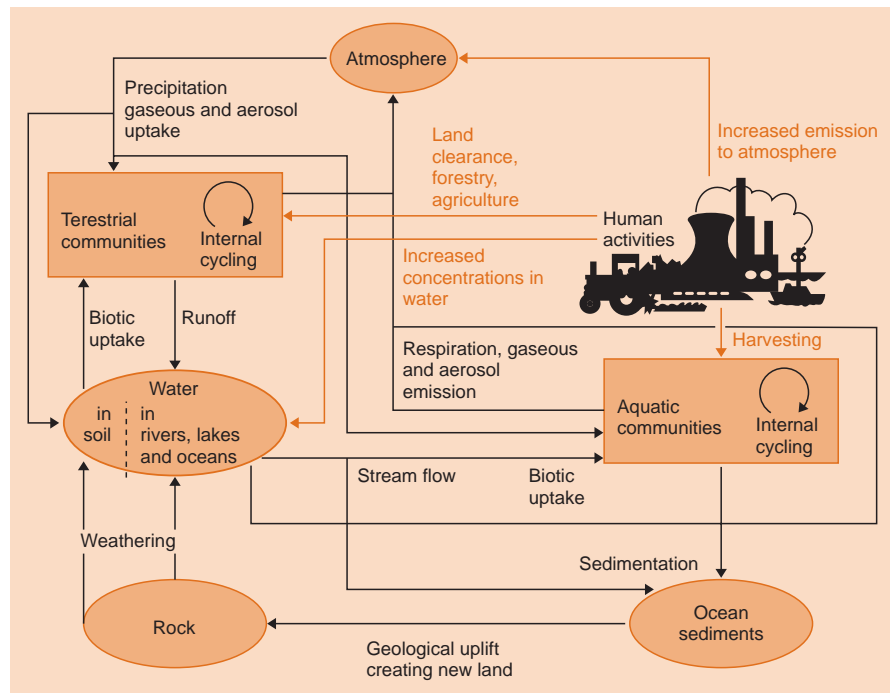 Atmosphere
Precipitation
gaseous and aerosol
uptake
Land
clearance,
forestry,
agriculture
Increased emission
to atmosphere
Terestrial
communities
Internal
cycling
Human
activities
Increased
concentrations in
water
Biotic
uptake
Runoff
Harvesting
Respiration, gaseous
and aerosol
emission
Water
in
soil
in
rivers, lakes
and oceans
Aquatic
communities
Internal
cycling
Stream flow
Biotic
uptake
Weathering
Sedimentation
Rock
Ocean
sediments
Geological uplift
creating new land